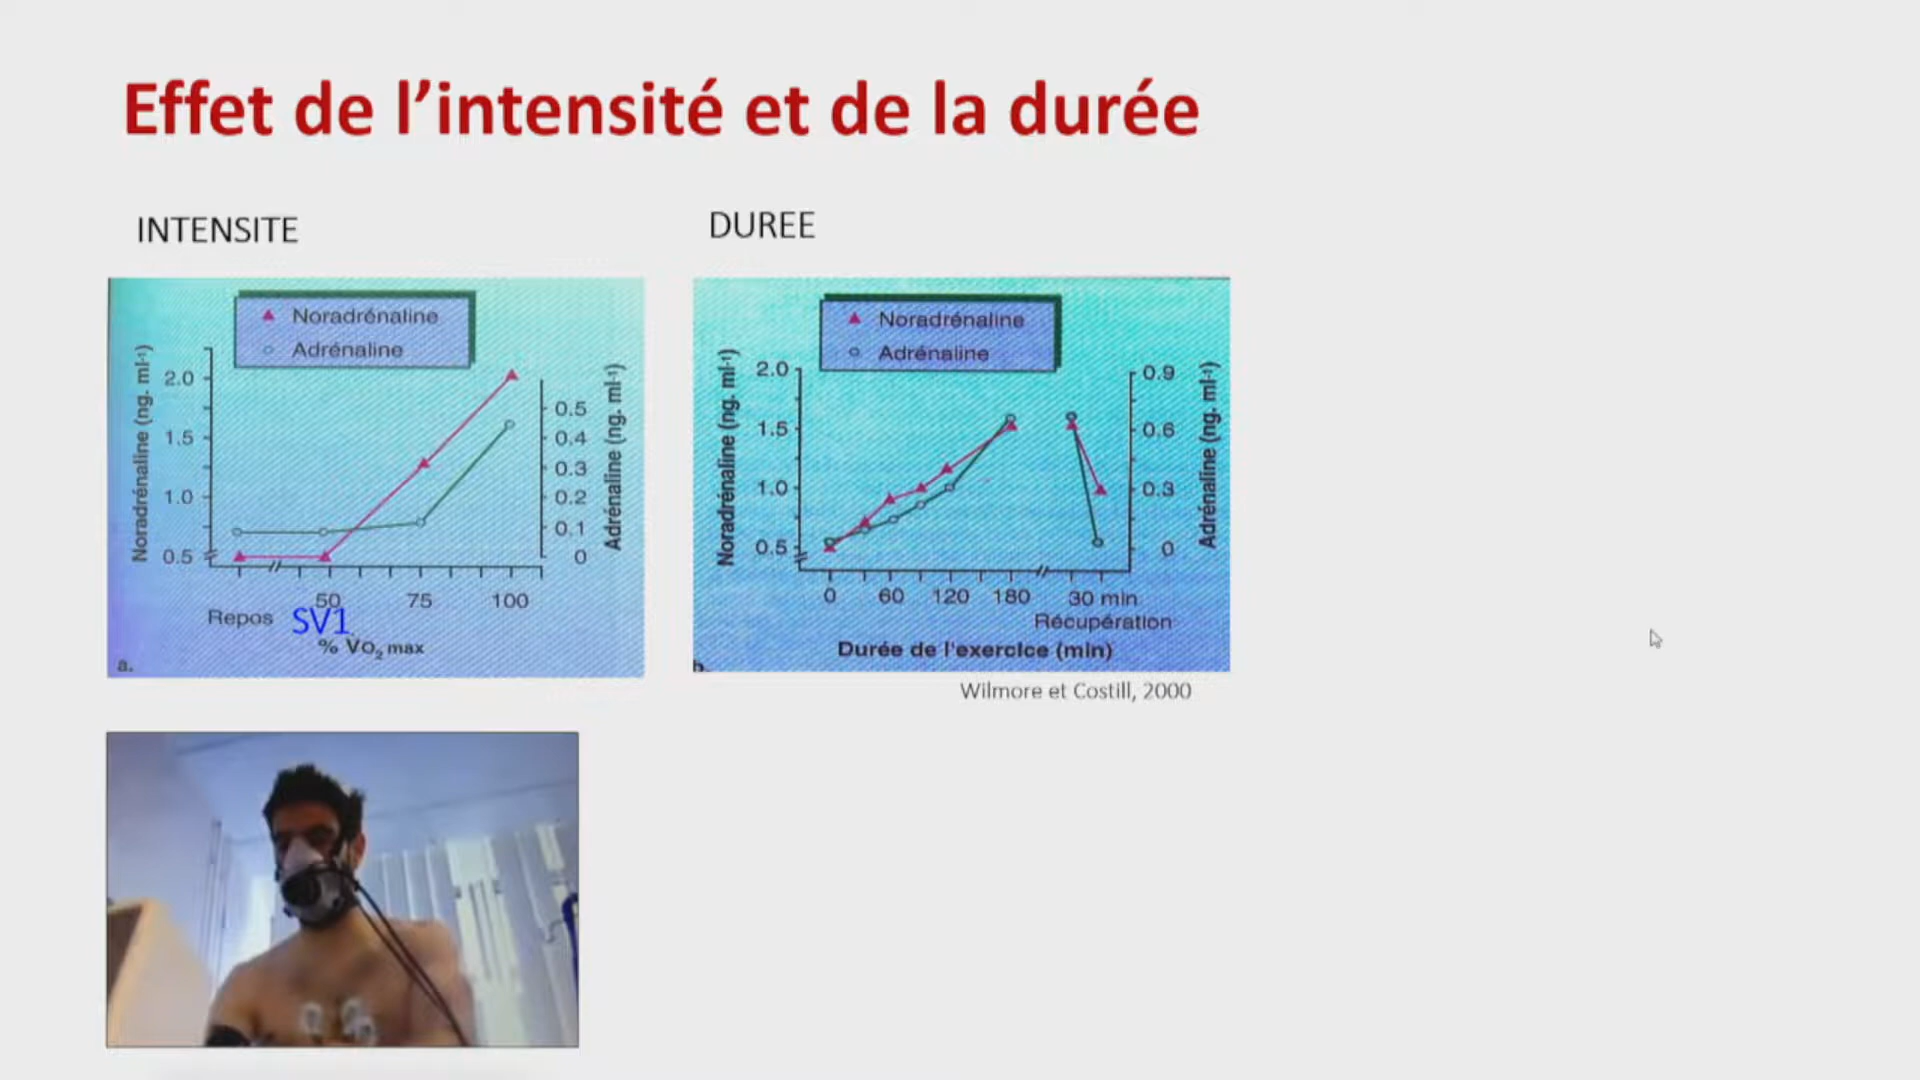 Effet de l’intensité et de la durée
INTENSITE
Noradrénaline
Adrénaline
Noradrénaline (ng. ml-1)
2.0
1.5
1.0
0.5
0.5
0.4
0.3
0.2
0.1
0
Adrénaline (ng. ml-1)
50 75 100
Repos SV1
% VO2 max
a.
DUREE
Noradrénaline
Adrénaline
Noradrénaline (ng. ml-1)
2.0
1.5
1.0
0.5
0.9
0.6
0.3
0
Adrénaline (ng. ml-1)
0 60 120 180 30 min
Récupération
Durée de l'exercice (min)
b.
Wilmore et Costill, 2000